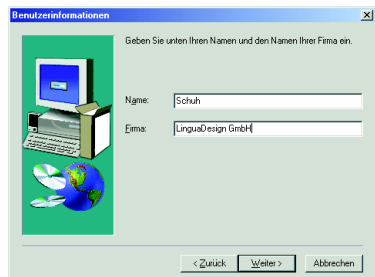 Benutzerinformationen
Geben Sie unten Ihren Namen und den Namen Ihrer Firma ein.
Name: Schuh
Firma: LinguaDesign GmbH
< Zurück Weiter > Abbrechen